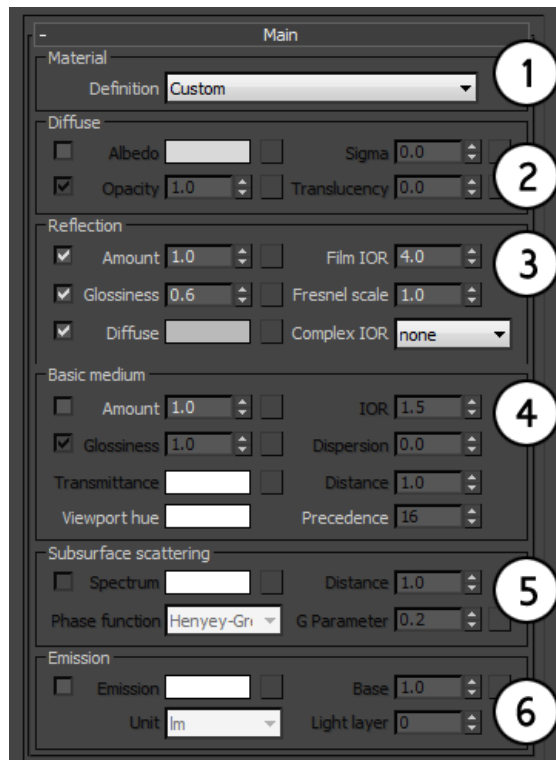 - Main
Material
Definition Custom
1
Diffuse
Albedo Sigma 0.0
Opacity 1.0 Translucency 0.0
2
Reflection
Amount 1.0 Film IOR 4.0
3
Glossiness 0.6 Fresnel scale 1.0
Diffuse Complex IOR none
Basic medium
Amount 1.0 IOR 1.5
4
Glossiness 1.0 Dispersion 0.0
Transmittance Distance 1.0
Viewport hue Precedence 16
Subsurface scattering
Spectrum Distance 1.0
5
Phase function Henyey-Gr G Parameter 0.2
Emission
Emission Base 1.0
6
Unit lm Light layer 0